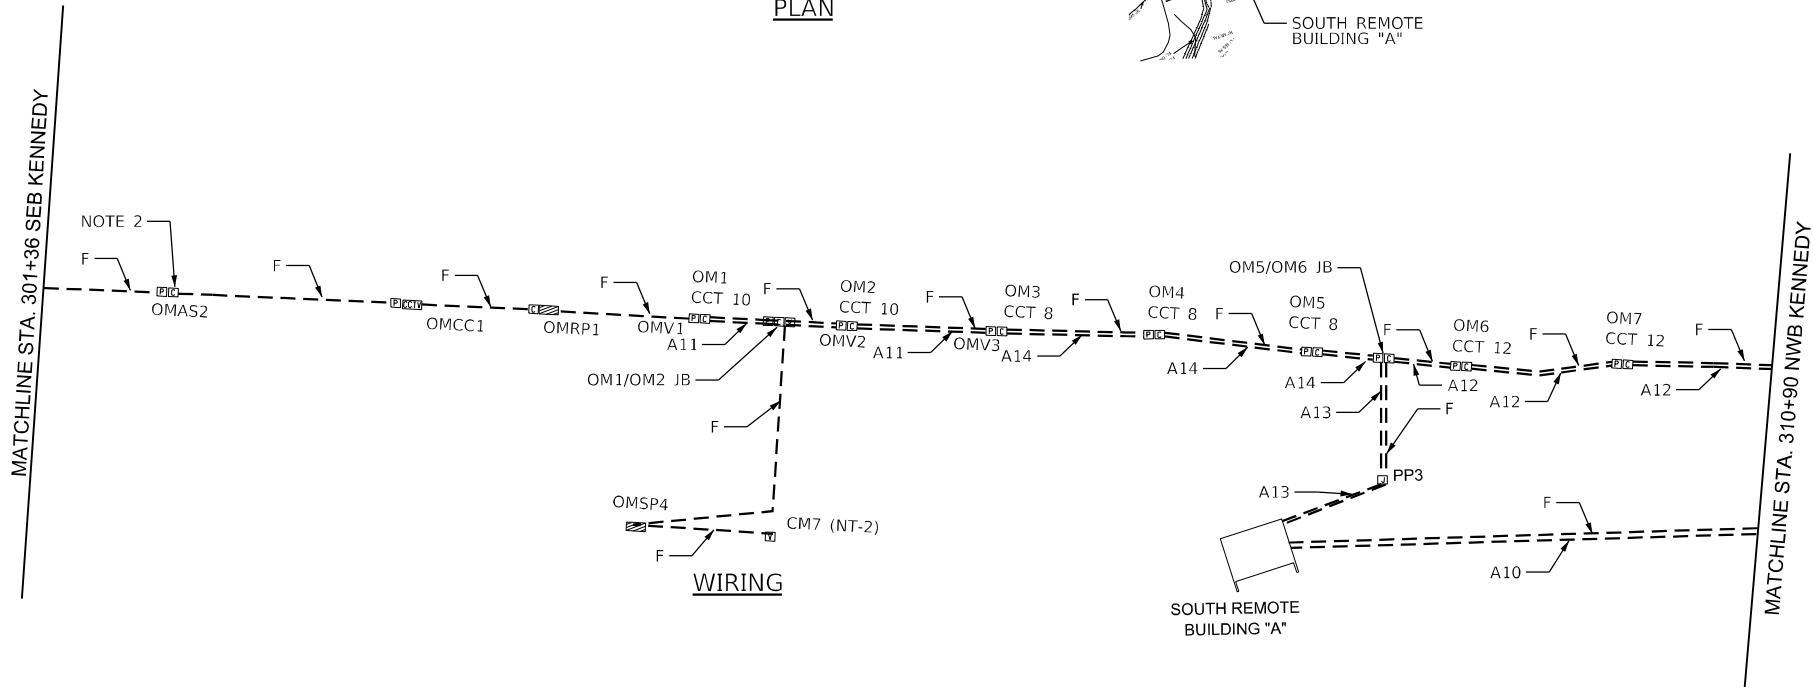 PLAN
SOUTH REMOTE
BUILDING "A"
MATCHLINE STA. 301+36 SEB KENNEDY
MATCHLINE STA. 310+90 NWB KENNEDY
NOTE 2
F
P C
OMAS2
F
F
P CCTV
OMCC1
C
OMRP1
F
OMV1
OM1
CCT 10
P C
A11
F
OM1/OM2 JB
OM2
CCT 10
P C
OMV2
A11
F
OMV3
OM3
CCT 8
P C
A14
F
OM4
CCT 8
P C
A14
F
OM5
CCT 8
P C
A14
OM5/OM6 JB
P C
F
A12
OM6
CCT 12
P C
F
A12
OM7
CCT 12
P C
F
A12
A13
F
J
PP3
A13
F
OMSP4
CM7 (NT-2)
F
WIRING
F
A10
SOUTH REMOTE
BUILDING "A"